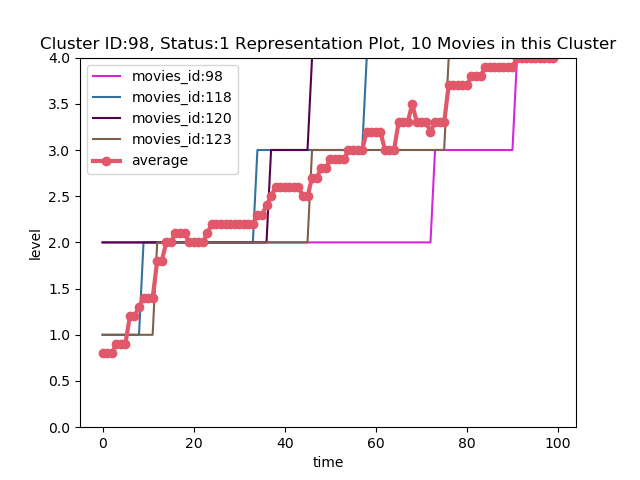 Cluster ID:98, Status:1 Representation Plot, 10 Movies in this Cluster
4.0
3.5
3.0
2.5
2.0
1.5
1.0
0.5
0.0
level
movies_id:98
movies_id:118
movies_id:120
movies_id:123
average
0 20 40 60 80 100
time